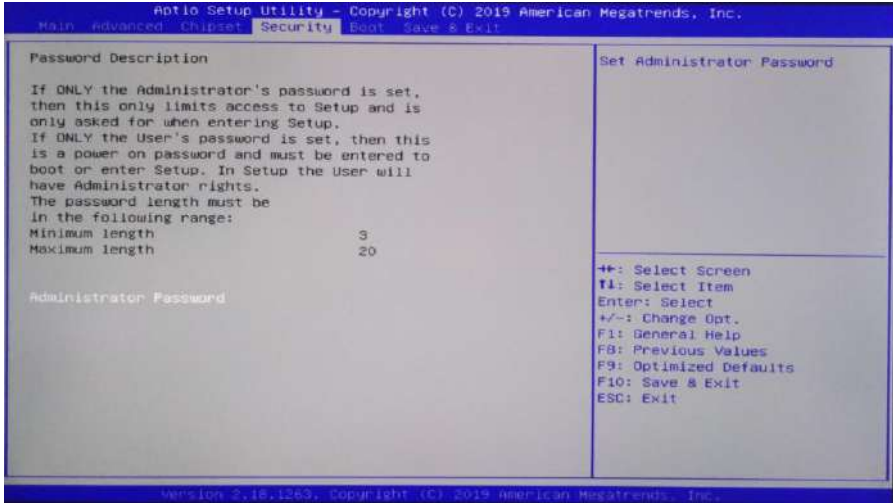 Aptio Setup Utility - Copyright (C) 2019 American Megatrends, Inc.
Main Advanced Chipset Security Boot Save & Exit
Password Description
If ONLY the Administrator's password is set,
then this only limits access to Setup and is
only asked for when entering Setup.
If ONLY the User's password is set, then this
is a power on password and must be entered to
boot or enter Setup. In Setup the User will
have Administrator rights.
The password length must be
in the following range:
Minimum length 3
Maximum length 20
Administrator Password
Set Administrator Password
→←: Select Screen
↑↓: Select Item
Enter: Select
+/-: Change Opt.
F1: General Help
F8: Previous Values
F9: Optimized Defaults
F10: Save & Exit
ESC: Exit
Version 2.18.1263. Copyright (C) 2019 American Megatrends, Inc.